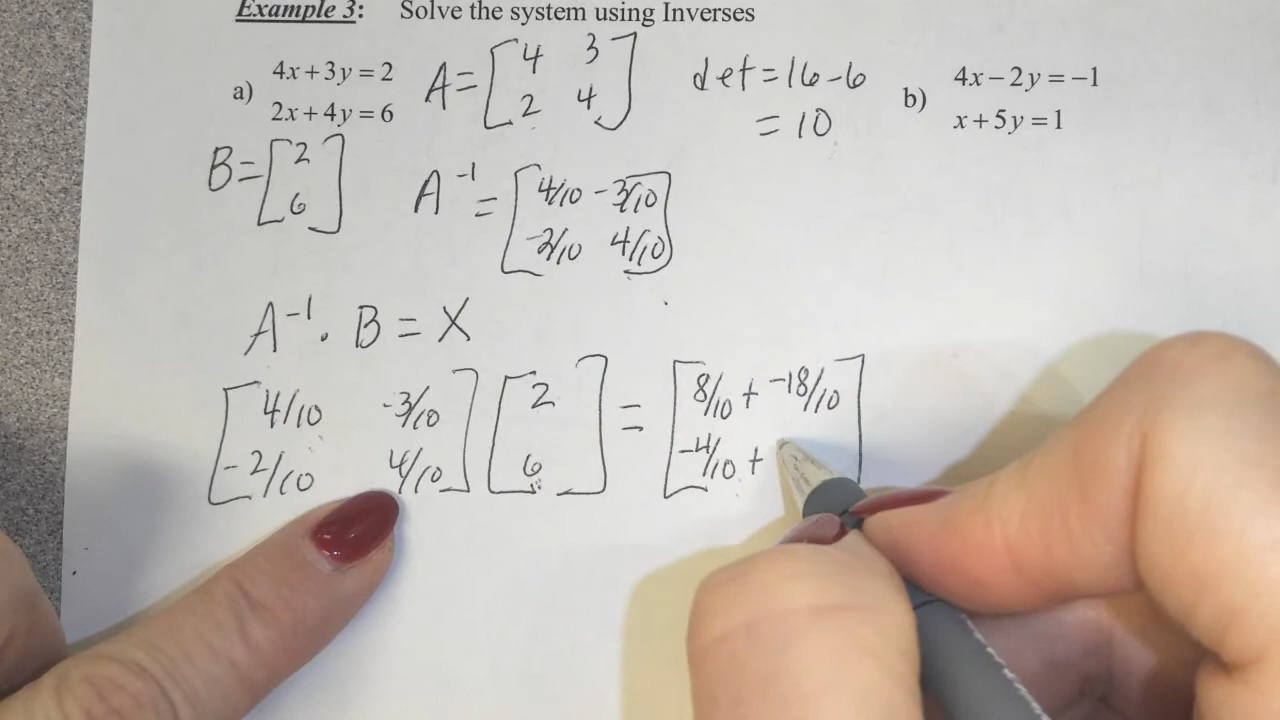 Example 3: Solve the system using Inverses
a) 4x+3y=2
2x+4y=6
A=[4 3
2 4]
det=16-6
=10
b) 4x-2y=-1
x+5y=1
B=[2
6]
A⁻¹=[4/10 -3/10
-2/10 4/10]
A⁻¹·B=X
[4/10 -3/10] [2] = [8/10+ -18/10]
[-2/10 4/10] [6] [-4/10+